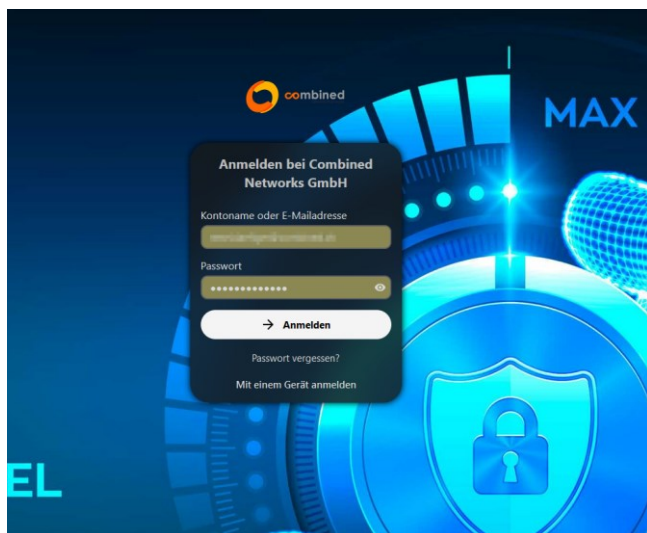 combined
MAX
Anmelden bei Combined
Networks GmbH
Kontoname oder E-Mailadresse
Passwort
Anmelden
Passwort vergessen?
Mit einem Gerät anmelden
EL